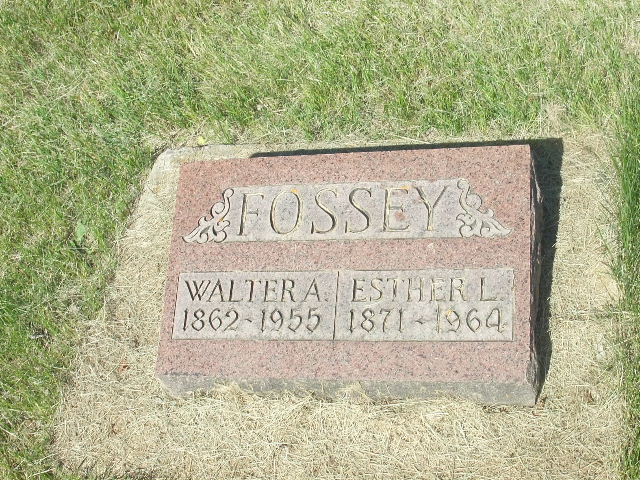 FOSSEY
WALTER A. ESTHER L.
1862-1955 1871-1964